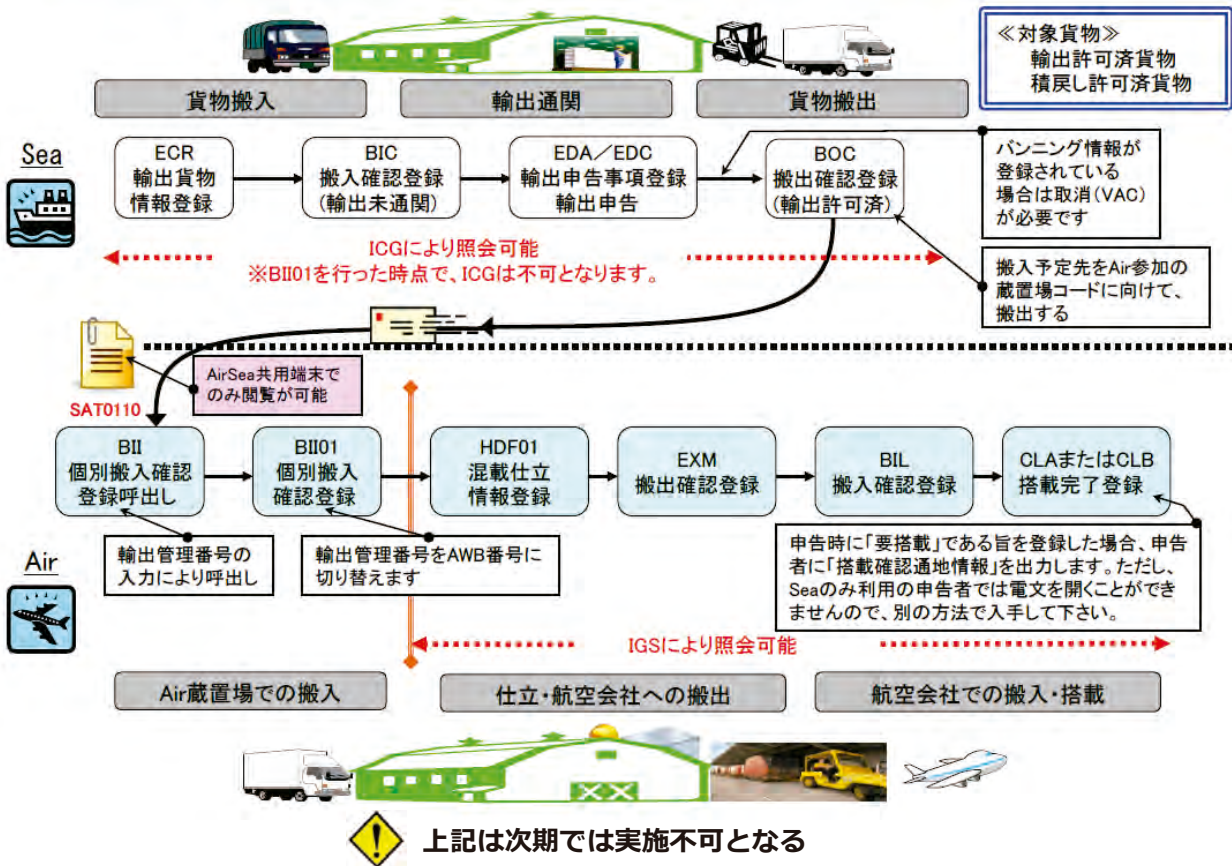 ≪対象貨物≫
輸出許可済貨物
積戻し許可済貨物
貨物搬入
輸出通関
貨物搬出
Sea
ECR
輸出貨物
情報登録
BIC
搬入確認登録
(輸出未通関)
EDA／EDC
輸出申告事項登録
輸出申告
BOC
搬出確認登録
(輸出許可済)
バンニング情報が
登録されている
場合は取消(VAC)
が必要です
ICGにより照会可能
※BII01を行った時点で、ICGは不可となります。
搬入予定先をAir参加の
蔵置場コードに向けて、
搬出する
AirSea共用端末で
のみ閲覧が可能
SAT0110
BII
個別搬入確認
登録呼出し
BII01
個別搬入
確認登録
HDF01
混載仕立
情報登録
EXM
搬出確認登録
BIL
搬入確認登録
CLAまたはCLB
搭載完了登録
Air
輸出管理番号の
入力により呼出し
輸出管理番号をAWB番号に
切り替えます
申告時に「要搭載」である旨を登録した場合、申告
者に「搭載確認通地情報」を出力します。ただし、
Seaのみ利用の申告者では電文を開くことができ
ませんので、別の方法で入手して下さい。
IGSにより照会可能
Air蔵置場での搬入
仕立・航空会社への搬出
航空会社での搬入・搭載
上記は次期では実施不可となる